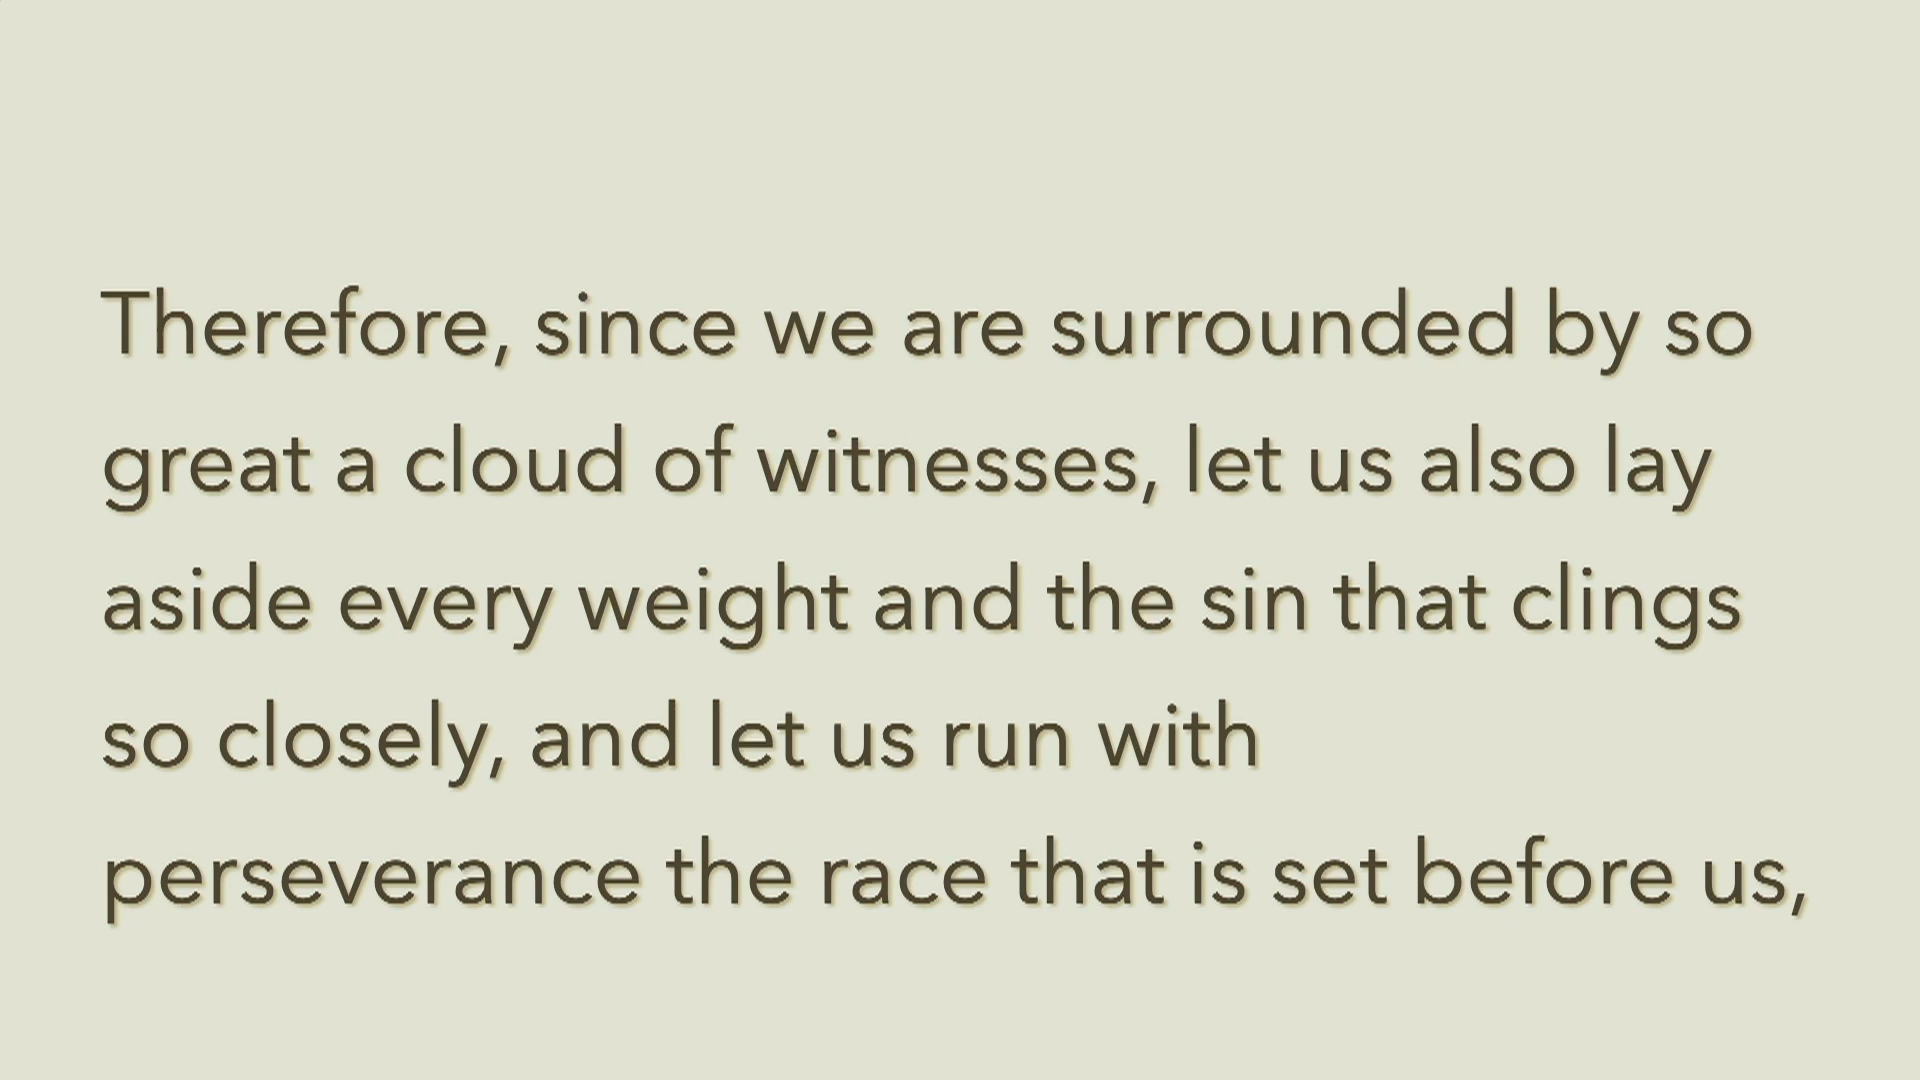 Therefore, since we are surrounded by so
great a cloud of witnesses, let us also lay
aside every weight and the sin that clings
so closely, and let us run with
perseverance the race that is set before us,